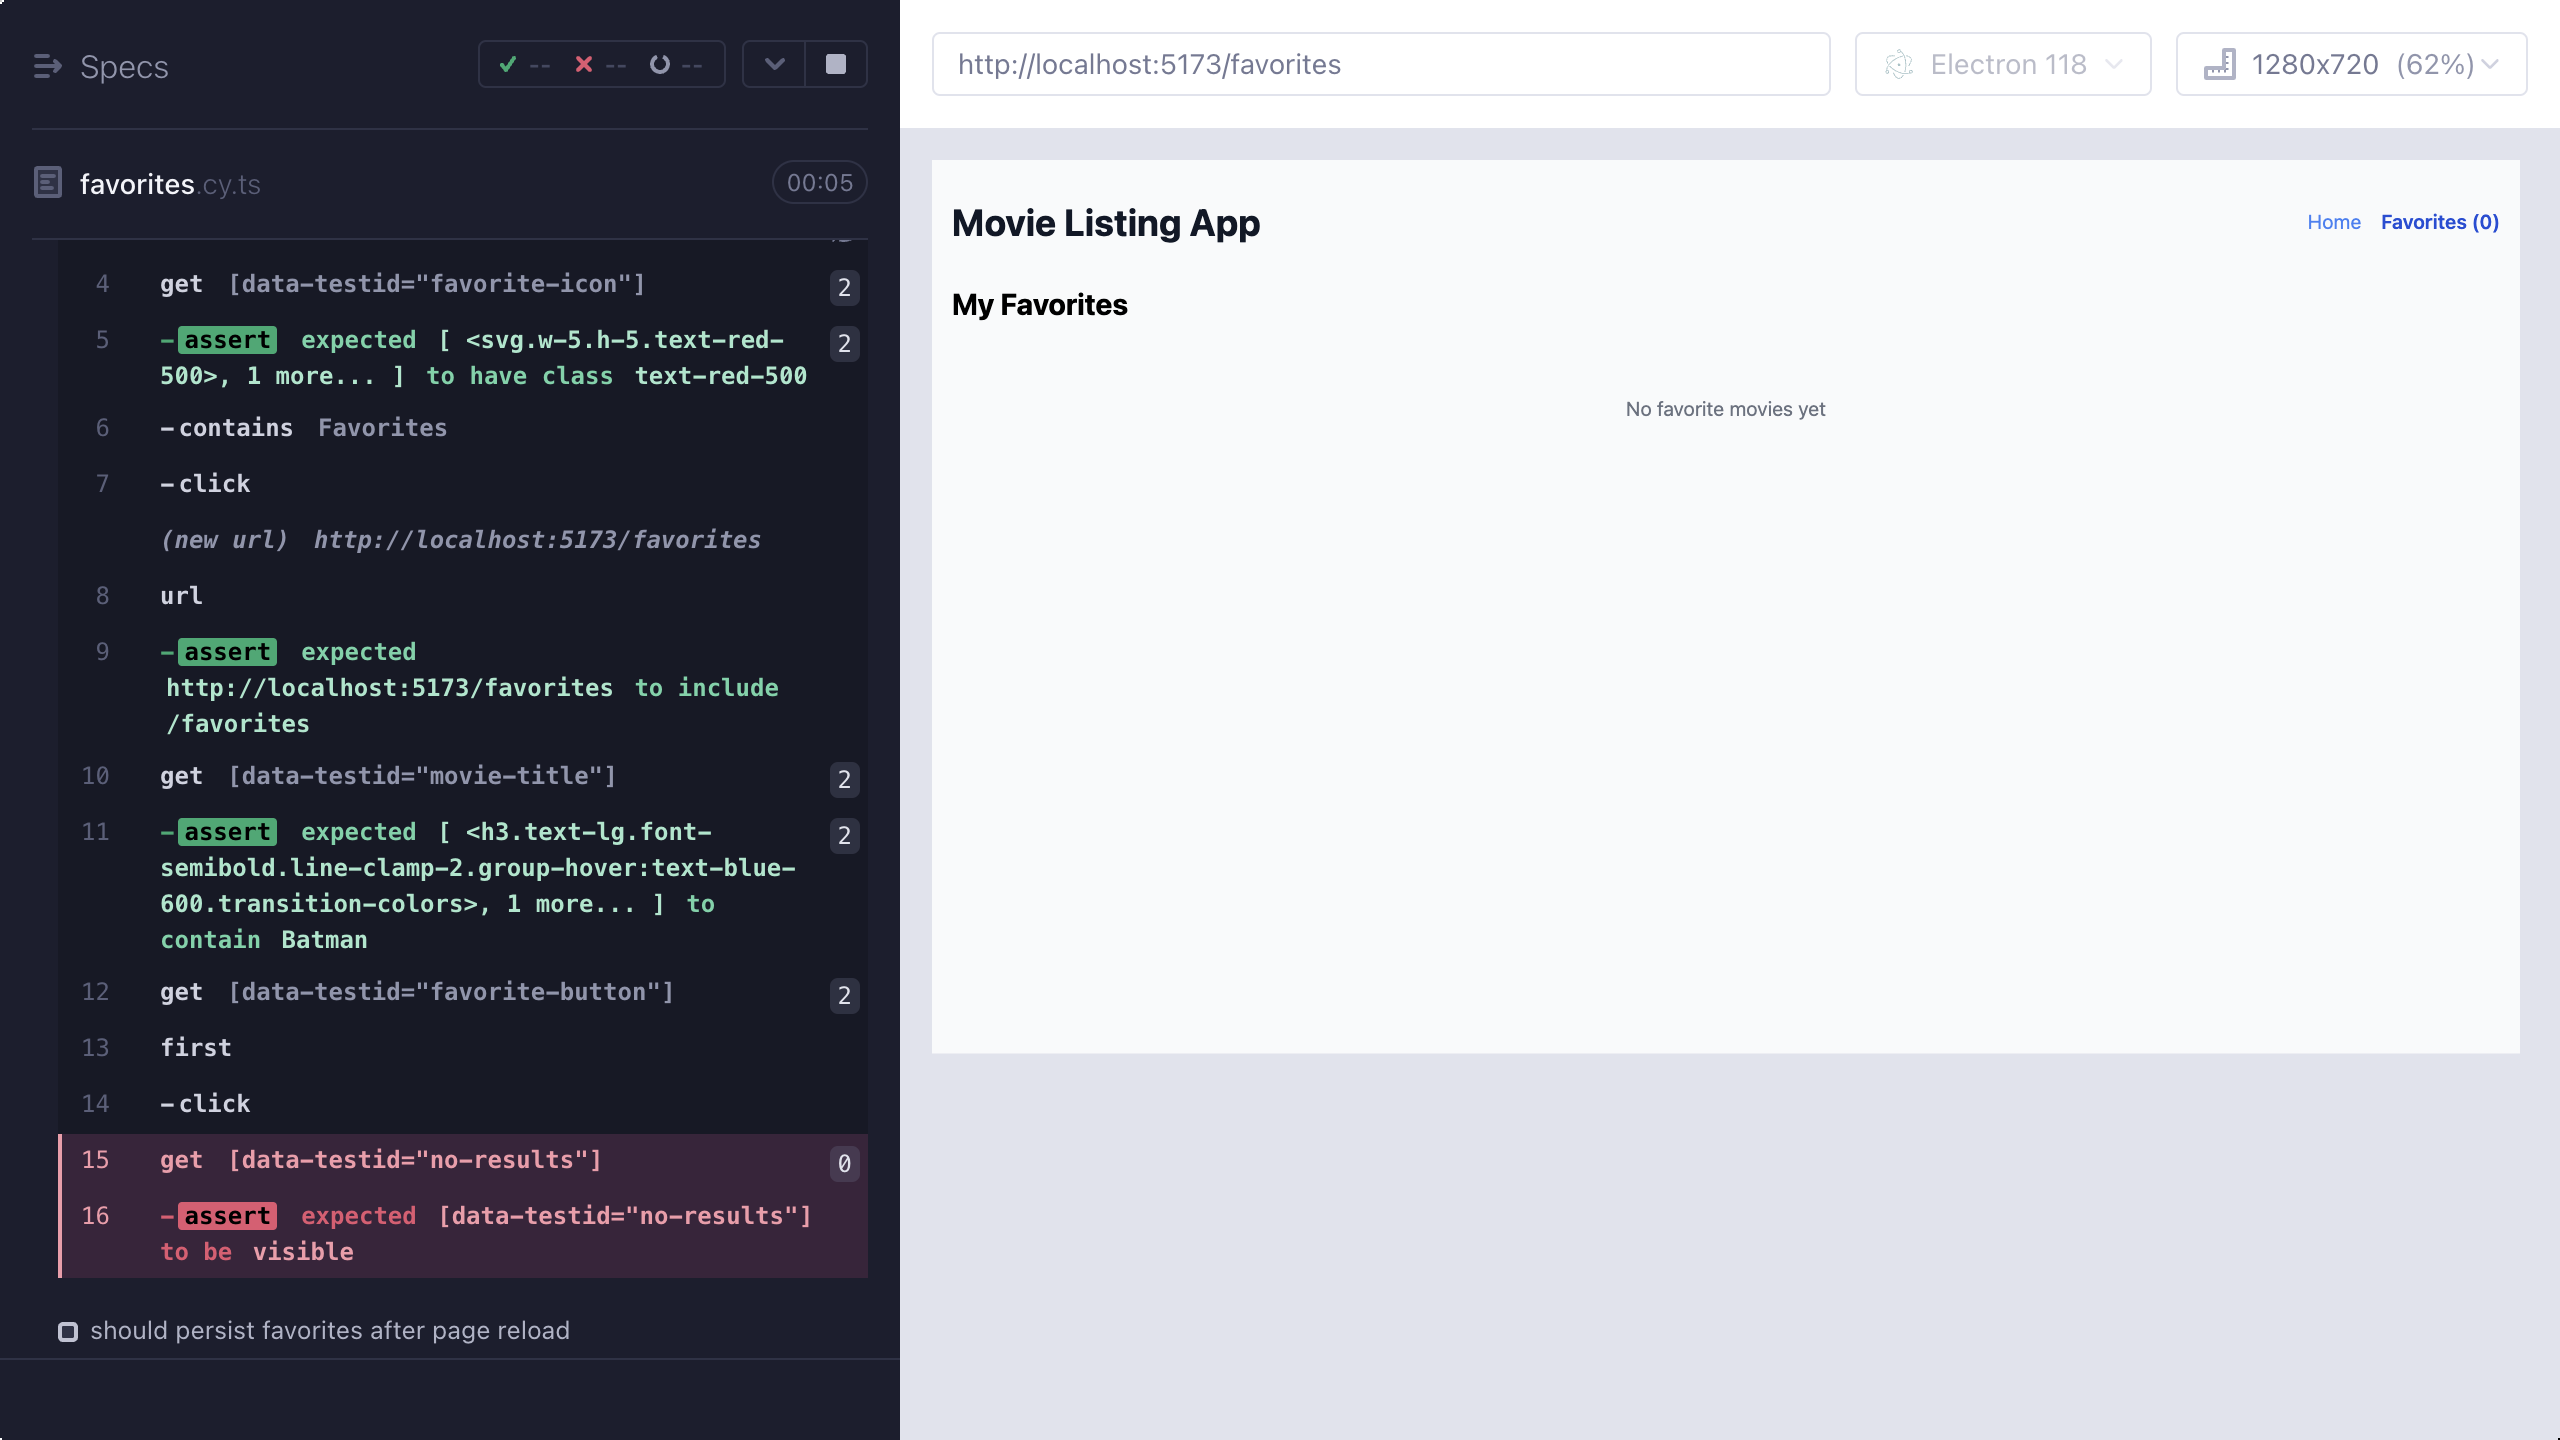 Specs
-- -- --
favorites.cy.ts
00:05
4 get [data-testid="favorite-icon"] 2
5 -assert expected [ <svg.w-5.h-5.text-red- 2
500>, 1 more... ] to have class text-red-500
6 -contains Favorites
7 -click
(new url) http://localhost:5173/favorites
8 url
9 -assert expected
http://localhost:5173/favorites to include
/favorites
10 get [data-testid="movie-title"] 2
11 -assert expected [ <h3.text-lg.font- 2
semibold.line-clamp-2.group-hover:text-blue-
600.transition-colors>, 1 more... ] to
contain Batman
12 get [data-testid="favorite-button"] 2
13 first
14 -click
15 get [data-testid="no-results"] 0
16 -assert expected [data-testid="no-results"]
to be visible
should persist favorites after page reload
http://localhost:5173/favorites
Electron 118
1280x720 (62%)
Movie Listing App
Home Favorites (0)
My Favorites
No favorite movies yet